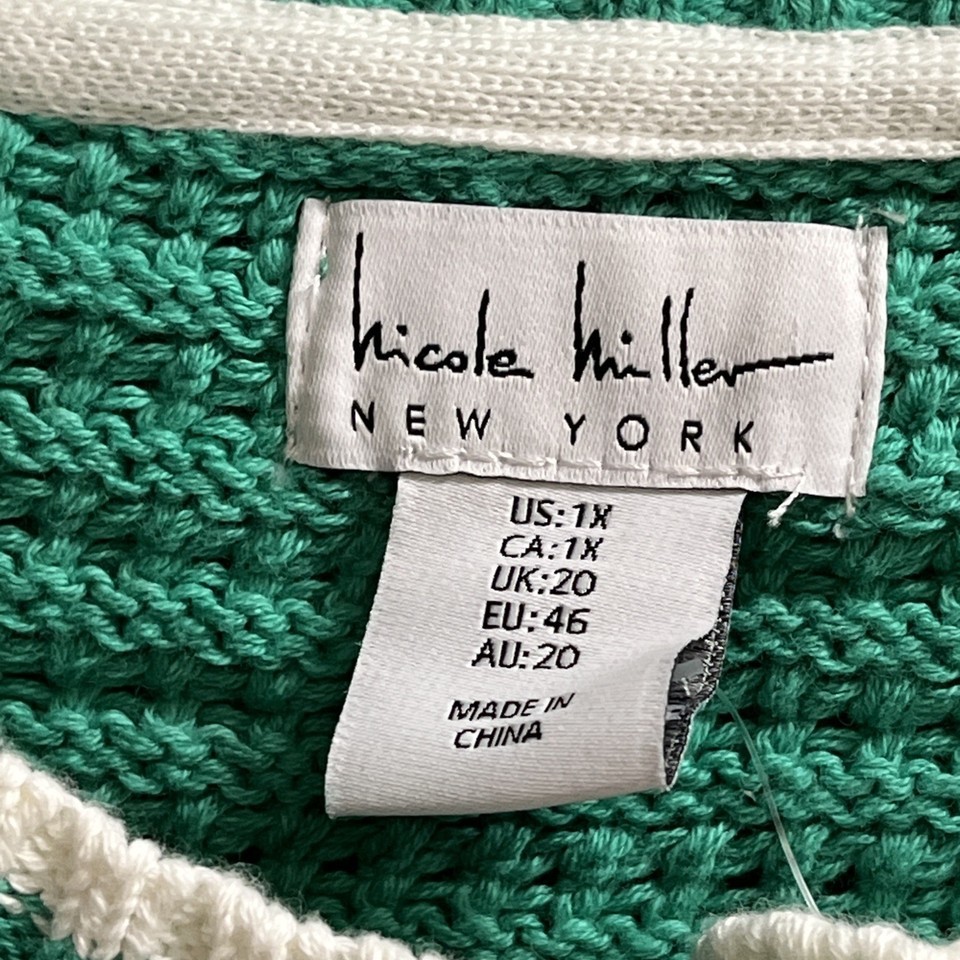 Nicole Miller
NEW YORK
US:1X
CA:1X
UK:20
EU:46
AU:20
MADE IN
CHINA